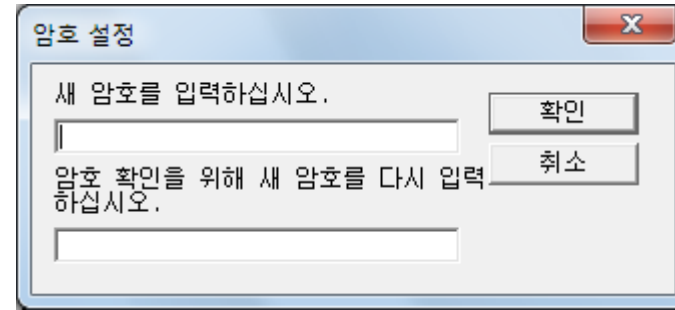 암호 설정
새 암호를 입력하십시오.
확인
암호 확인을 위해 새 암호를 다시 입력
하십시오.
취소